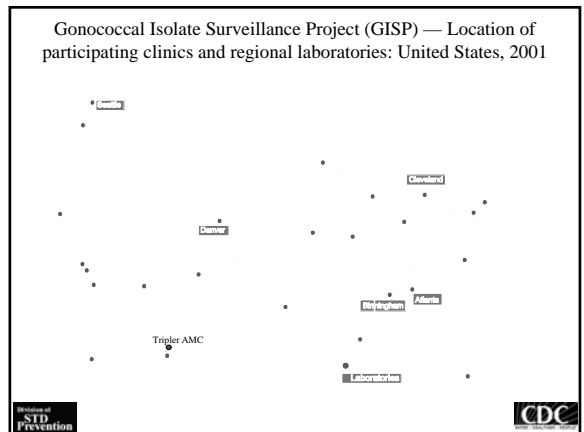 Gonococcal Isolate Surveillance Project (GISP) — Location of
participating clinics and regional laboratories: United States, 2001
Seattle
Cleveland
Denver
Birmingham
Atlanta
Tripler AMC
Laboratories
Division of
STD
Prevention
CDC